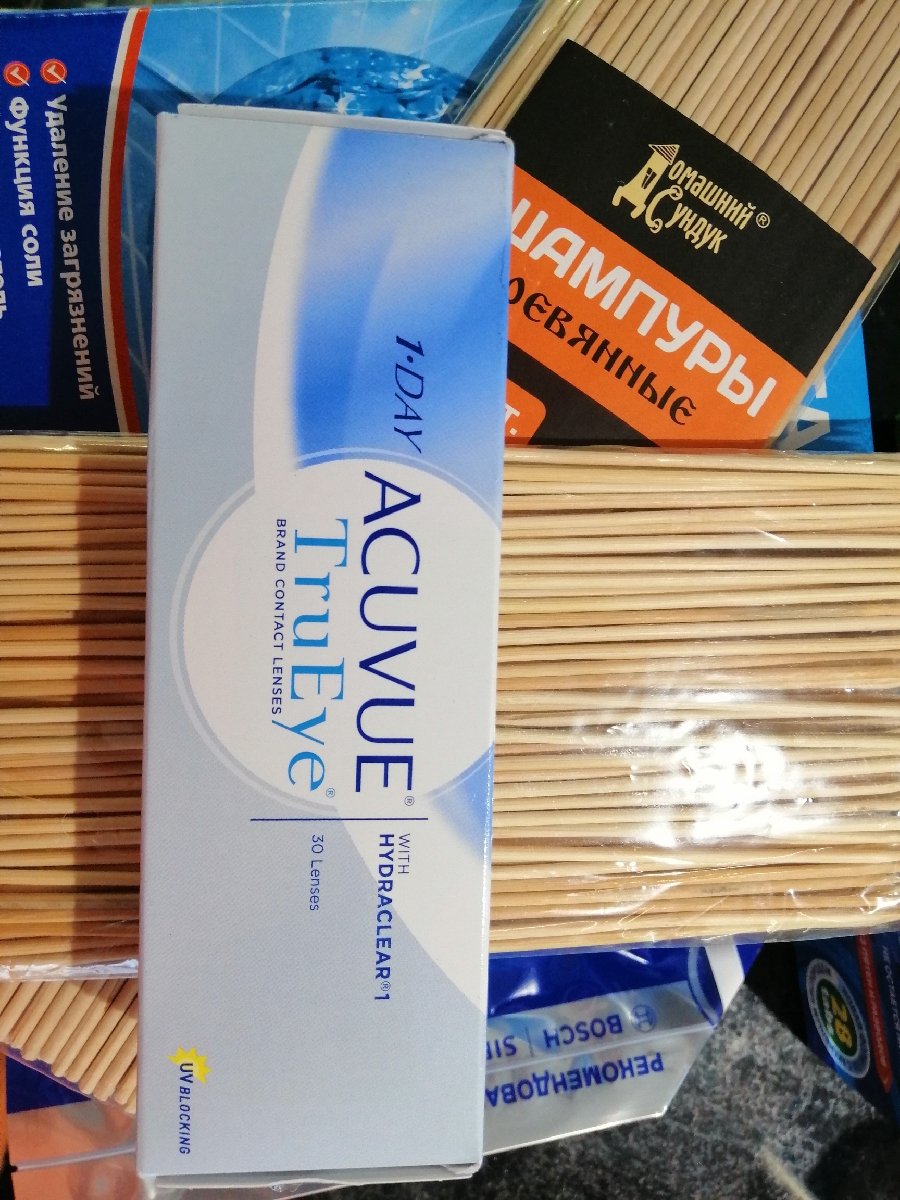 1·DAY
ACUVUE®
TruEye®
BRAND CONTACT LENSES
WITH
HYDRACLEAR®1
30 Lenses
UV BLOCKING
Домашний
Сундук®
ШАМПУРЫ
Удаление загрязнений
Функция соли
BOSCH
РЕКОМЕНДОВА
28